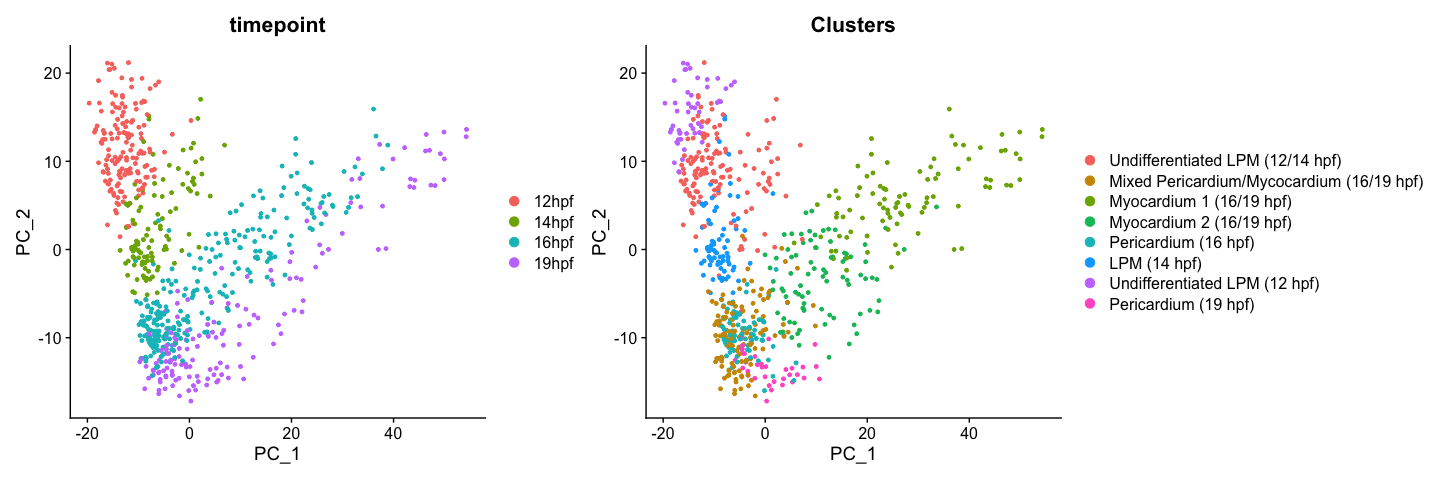 timepoint
20
10
0
-10
PC_2
-20
0
20
40
PC_1
12hpf
14hpf
16hpf
19hpf
Clusters
20
10
0
-10
PC_2
-20
0
20
40
PC_1
Undifferentiated LPM (12/14 hpf)
Mixed Pericardium/Mycocardium (16/19 hpf)
Myocardium 1 (16/19 hpf)
Myocardium 2 (16/19 hpf)
Pericardium (16 hpf)
LPM (14 hpf)
Undifferentiated LPM (12 hpf)
Pericardium (19 hpf)